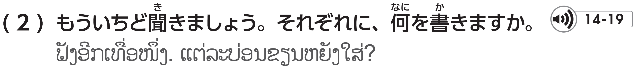 (2) もういちど聞きましょう。それぞれに、何を書きますか。 14-19
ຟັງອີກເທື່ອໜຶ່ງ. ແຕ່ລະບ່ອນຂຽນຫຍັງໃສ່?